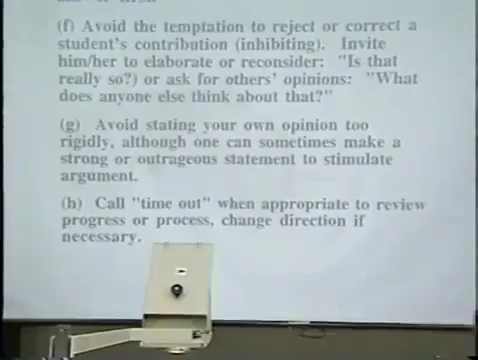 (f) Avoid the temptation to reject or correct a
student's contribution (inhibiting). Invite
him/her to elaborate or reconsider: "Is that
really so?) or ask for others' opinions: "What
does anyone else think about that?"
(g) Avoid stating your own opinion too
rigidly, although one can sometimes make a
strong or outrageous statement to stimulate
argument.
(h) Call "time out" when appropriate to review
progress or process, change direction if
necessary.